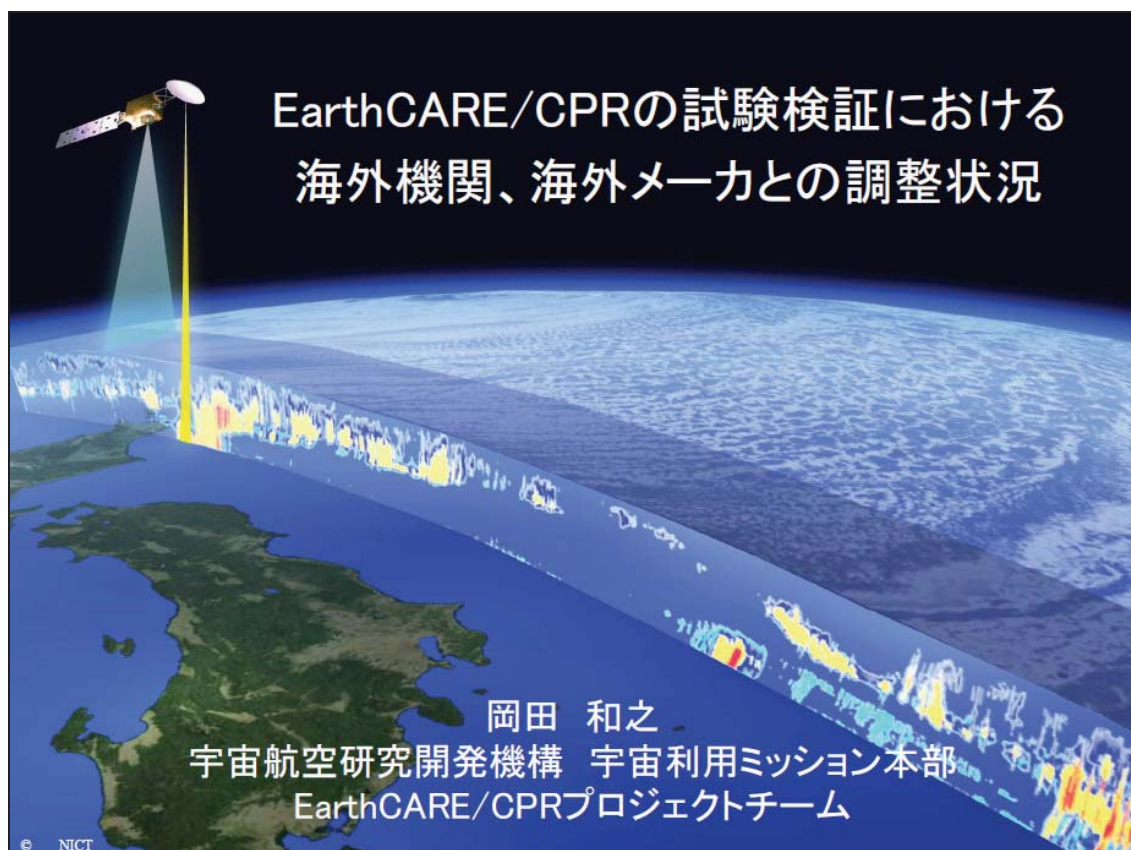 EarthCARE/CPRの試験検証における
海外機関、海外メーカとの調整状況
岡田 和之
宇宙航空研究開発機構 宇宙利用ミッション本部
EarthCARE/CPRプロジェクトチーム
© NICT